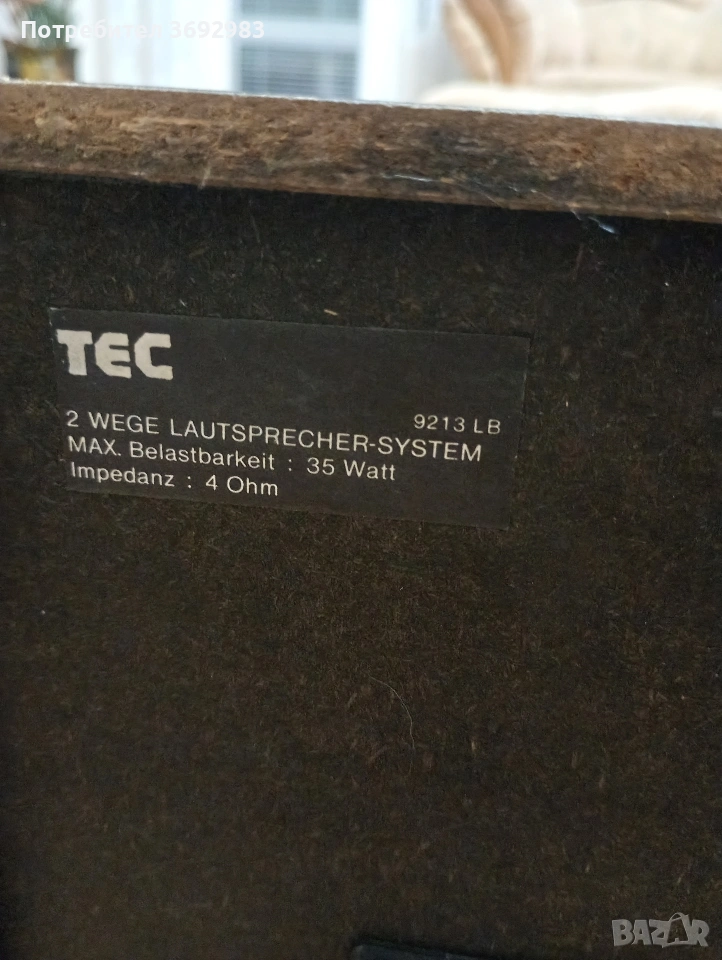 Потребител 3692983
TEC
9213 LB
2 WEGE LAUTSPRECHER-SYSTEM
MAX. Belastbarkeit : 35 Watt
Impedanz : 4 Ohm
BAZAR